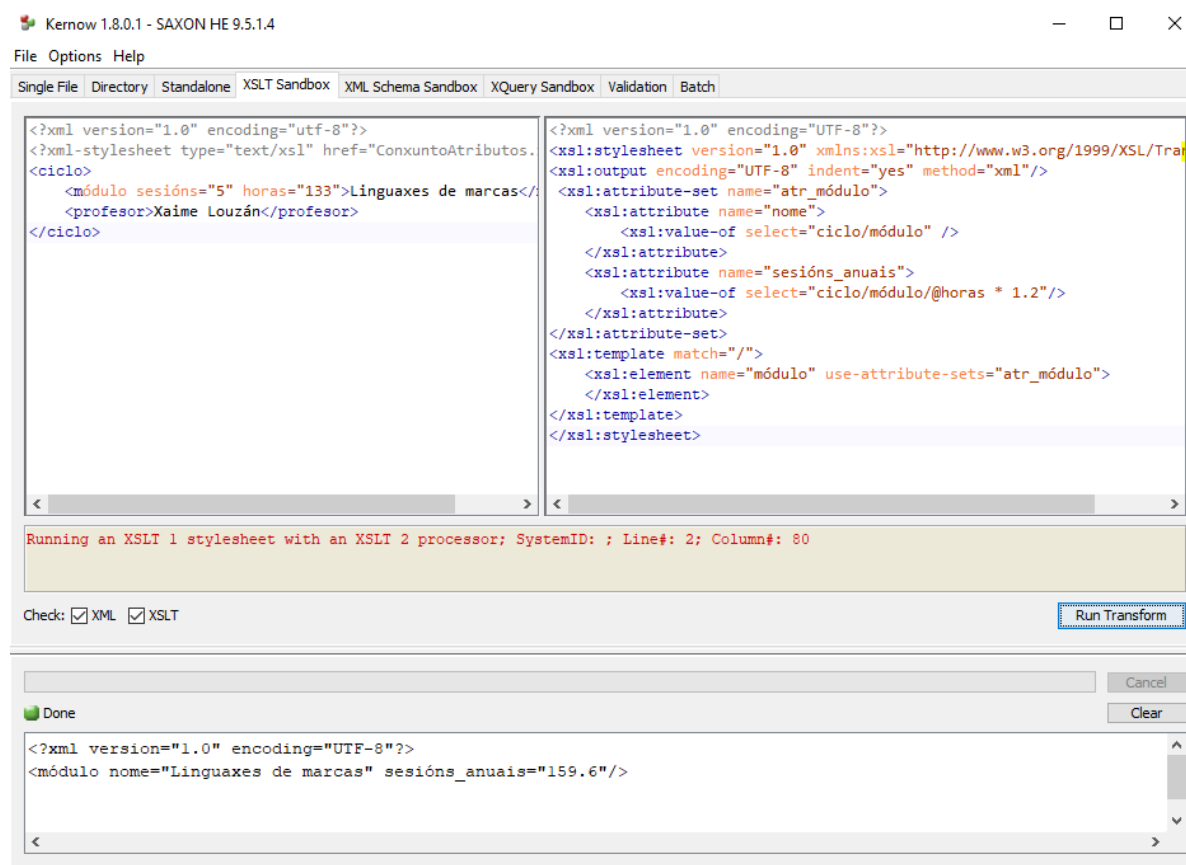 Kernow 1.8.0.1 - SAXON HE 9.5.1.4
File Options Help
Single File Directory Standalone XSLT Sandbox XML Schema Sandbox XQuery Sandbox Validation Batch
<?xml version="1.0" encoding="utf-8"?>
<?xml-stylesheet type="text/xsl" href="ConxuntoAtributos.
<ciclo>
<módulo sesións="5" horas="133">Linguaxes de marcas</
<profesor>Xaime Louzán</profesor>
</ciclo>
<?xml version="1.0" encoding="UTF-8"?>
<xsl:stylesheet version="1.0" xmlns:xsl="http://www.w3.org/1999/XSL/Tra
<xsl:output encoding="UTF-8" indent="yes" method="xml"/>
<xsl:attribute-set name="atr_módulo">
<xsl:attribute name="nome">
<xsl:value-of select="ciclo/módulo" />
</xsl:attribute>
<xsl:attribute name="sesións_anuais">
<xsl:value-of select="ciclo/módulo/@horas * 1.2"/>
</xsl:attribute>
</xsl:attribute-set>
<xsl:template match="/">
<xsl:element name="módulo" use-attribute-sets="atr_módulo">
</xsl:element>
</xsl:template>
</xsl:stylesheet>
Running an XSLT 1 stylesheet with an XSLT 2 processor; SystemID: ; Line#: 2; Column#: 80
Check: XML XSLT
Run Transform
Cancel
Done
Clear
<?xml version="1.0" encoding="UTF-8"?>
<módulo nome="Linguaxes de marcas" sesións_anuais="159.6"/>